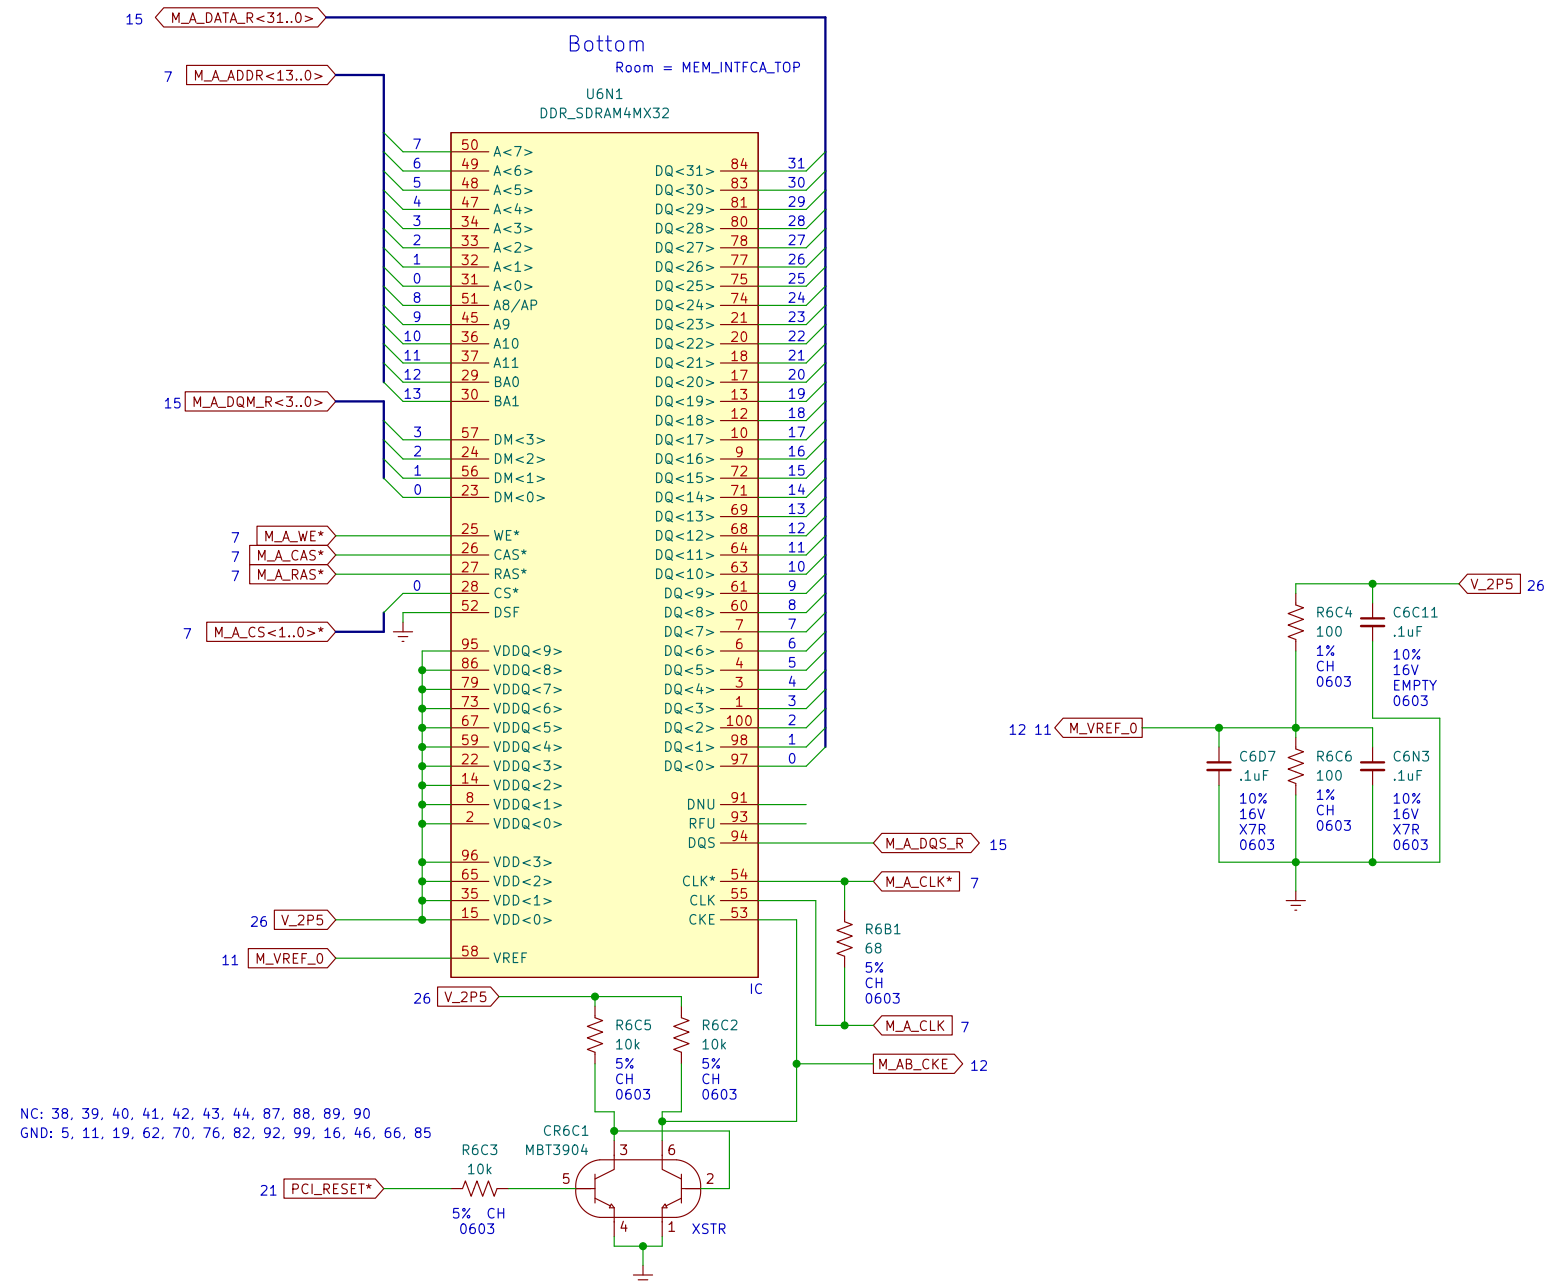 15 M_A_DATA_R<31..0>
Bottom
Room = MEM_INTFCA_TOP
7 M_A_ADDR<13..0>
U6N1
DDR_SDRAM4MX32
7 50 A<7>
6 49 A<6> DQ<31> 84 31
5 48 A<5> DQ<30> 83 30
4 47 A<4> DQ<29> 81 29
3 34 A<3> DQ<28> 80 28
2 33 A<2> DQ<27> 78 27
1 32 A<1> DQ<26> 77 26
0 31 A<0> DQ<25> 75 25
8 51 A8/AP DQ<24> 74 24
9 45 A9 DQ<23> 21 23
10 36 A10 DQ<22> 20 22
11 37 A11 DQ<21> 18 21
12 29 BA0 DQ<20> 17 20
13 30 BA1 DQ<19> 13 19
15 M_A_DQM_R<3..0>
DQ<18> 12 18
3 57 DM<3> DQ<17> 10 17
2 24 DM<2> DQ<16> 9 16
1 56 DM<1> DQ<15> 72 15
0 23 DM<0> DQ<14> 71 14
DQ<13> 69 13
7 M_A_WE* 25 WE* DQ<12> 68 12
7 M_A_CAS* 26 CAS* DQ<11> 64 11
7 M_A_RAS* 27 RAS* DQ<10> 63 10
0 28 CS* DQ<9> 61 9
52 DSF DQ<8> 60 8
7 M_A_CS<1..0>* DQ<7> 7 7
95 VDDQ<9> DQ<6> 6 6
86 VDDQ<8> DQ<5> 4 5
79 VDDQ<7> DQ<4> 3 4
73 VDDQ<6> DQ<3> 1 3
67 VDDQ<5> DQ<2> 100 2
59 VDDQ<4> DQ<1> 98 1
22 VDDQ<3> DQ<0> 97 0
14 VDDQ<2>
8 VDDQ<1> DNU 91
2 VDDQ<0> RFU 93
DQS 94 M_A_DQS_R 15
96 VDD<3>
65 VDD<2> CLK* 54 M_A_CLK* 7
35 VDD<1> CLK 55
26 V_2P5 15 VDD<0> CKE 53
11 M_VREF_0 58 VREF
IC
R6B1
68
5%
CH
0603
M_A_CLK 7
M_AB_CKE 12
26 V_2P5
R6C5
10k
5%
CH
0603
R6C2
10k
5%
CH
0603
NC: 38, 39, 40, 41, 42, 43, 44, 87, 88, 89, 90
GND: 5, 11, 19, 62, 70, 76, 82, 92, 99, 16, 46, 66, 85
CR6C1
MBT3904
3 6
5 2
4 1
XSTR
R6C3
10k
21 PCI_RESET*
5% CH
0603
V_2P5 26
R6C4
100
1%
CH
0603
C6C11
.1uF
10%
16V
EMPTY
0603
12 11 M_VREF_0
C6D7
.1uF
10%
16V
X7R
0603
R6C6
100
1%
CH
0603
C6N3
.1uF
10%
16V
X7R
0603